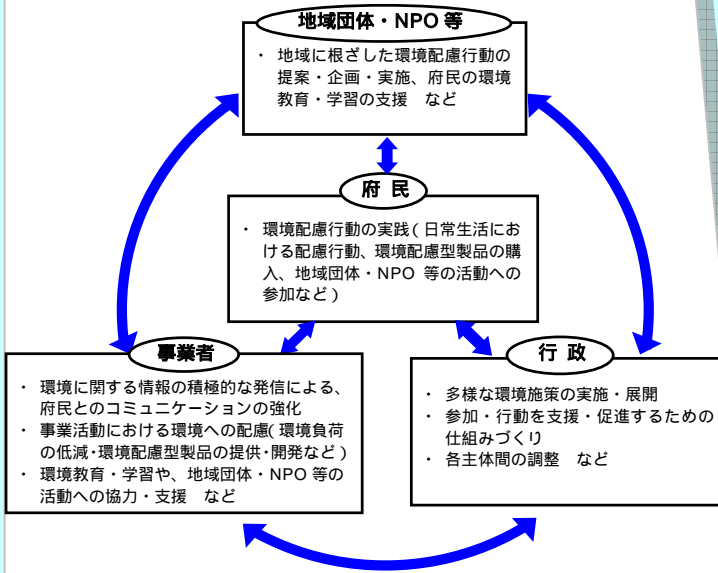 地域団体・NPO 等
・ 地域に根ざした環境配慮行動の
提案・企画・実施、府民の環境
教育・学習の支援　など
府 民
・ 環境配慮行動の実践(日常生活にお
ける配慮行動、環境配慮型製品の購
入、地域団体・NPO 等の活動への
参加など)
事業者
・ 環境に関する情報の積極的な発信による、
府民とのコミュニケーションの強化
・ 事業活動における環境への配慮(環境負荷
の低減・環境配慮型製品の提供・開発など)
・ 環境教育・学習や、地域団体・NPO 等の
活動への協力・支援　など
行 政
・ 多様な環境施策の実施・展開
・ 参加・行動を支援・促進するための
仕組みづくり
・ 各主体間の調整　など